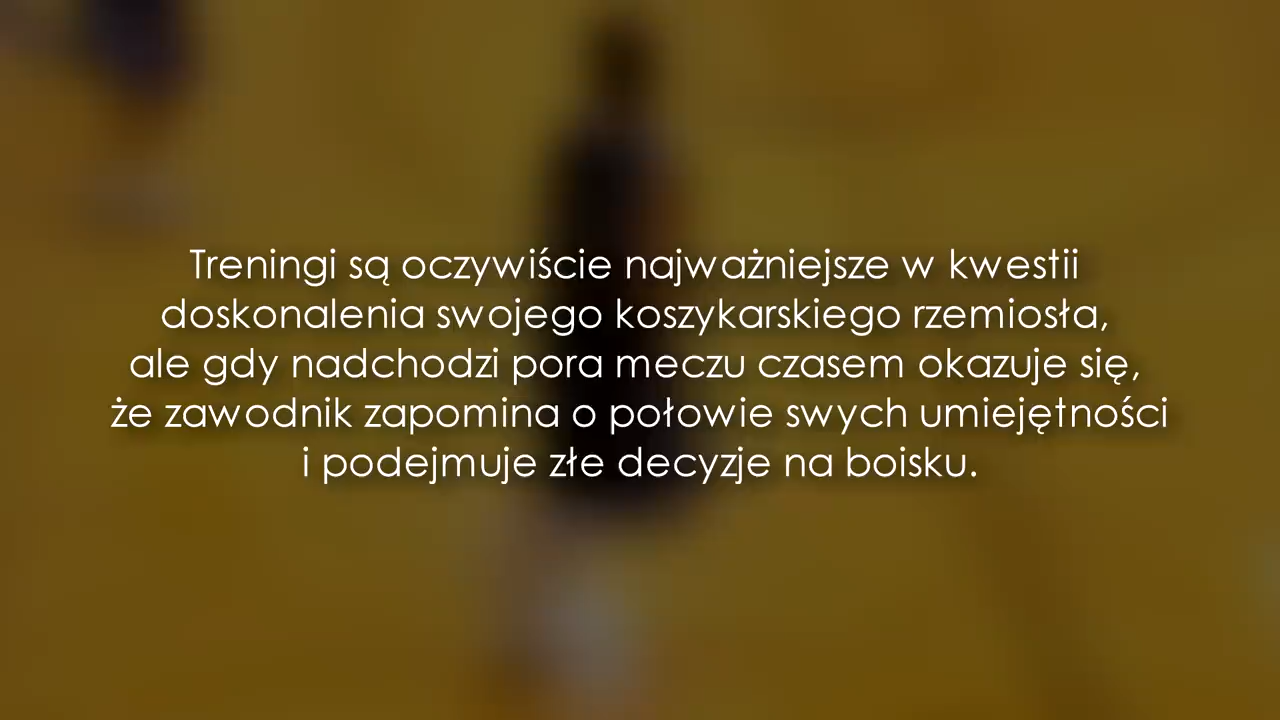 Treningi są oczywiście najważniejsze w kwestii
doskonalenia swojego koszykarskiego rzemiosła,
ale gdy nadchodzi pora meczu czasem okazuje się,
że zawodnik zapomina o połowie swych umiejętności
i podejmuje złe decyzje na boisku.